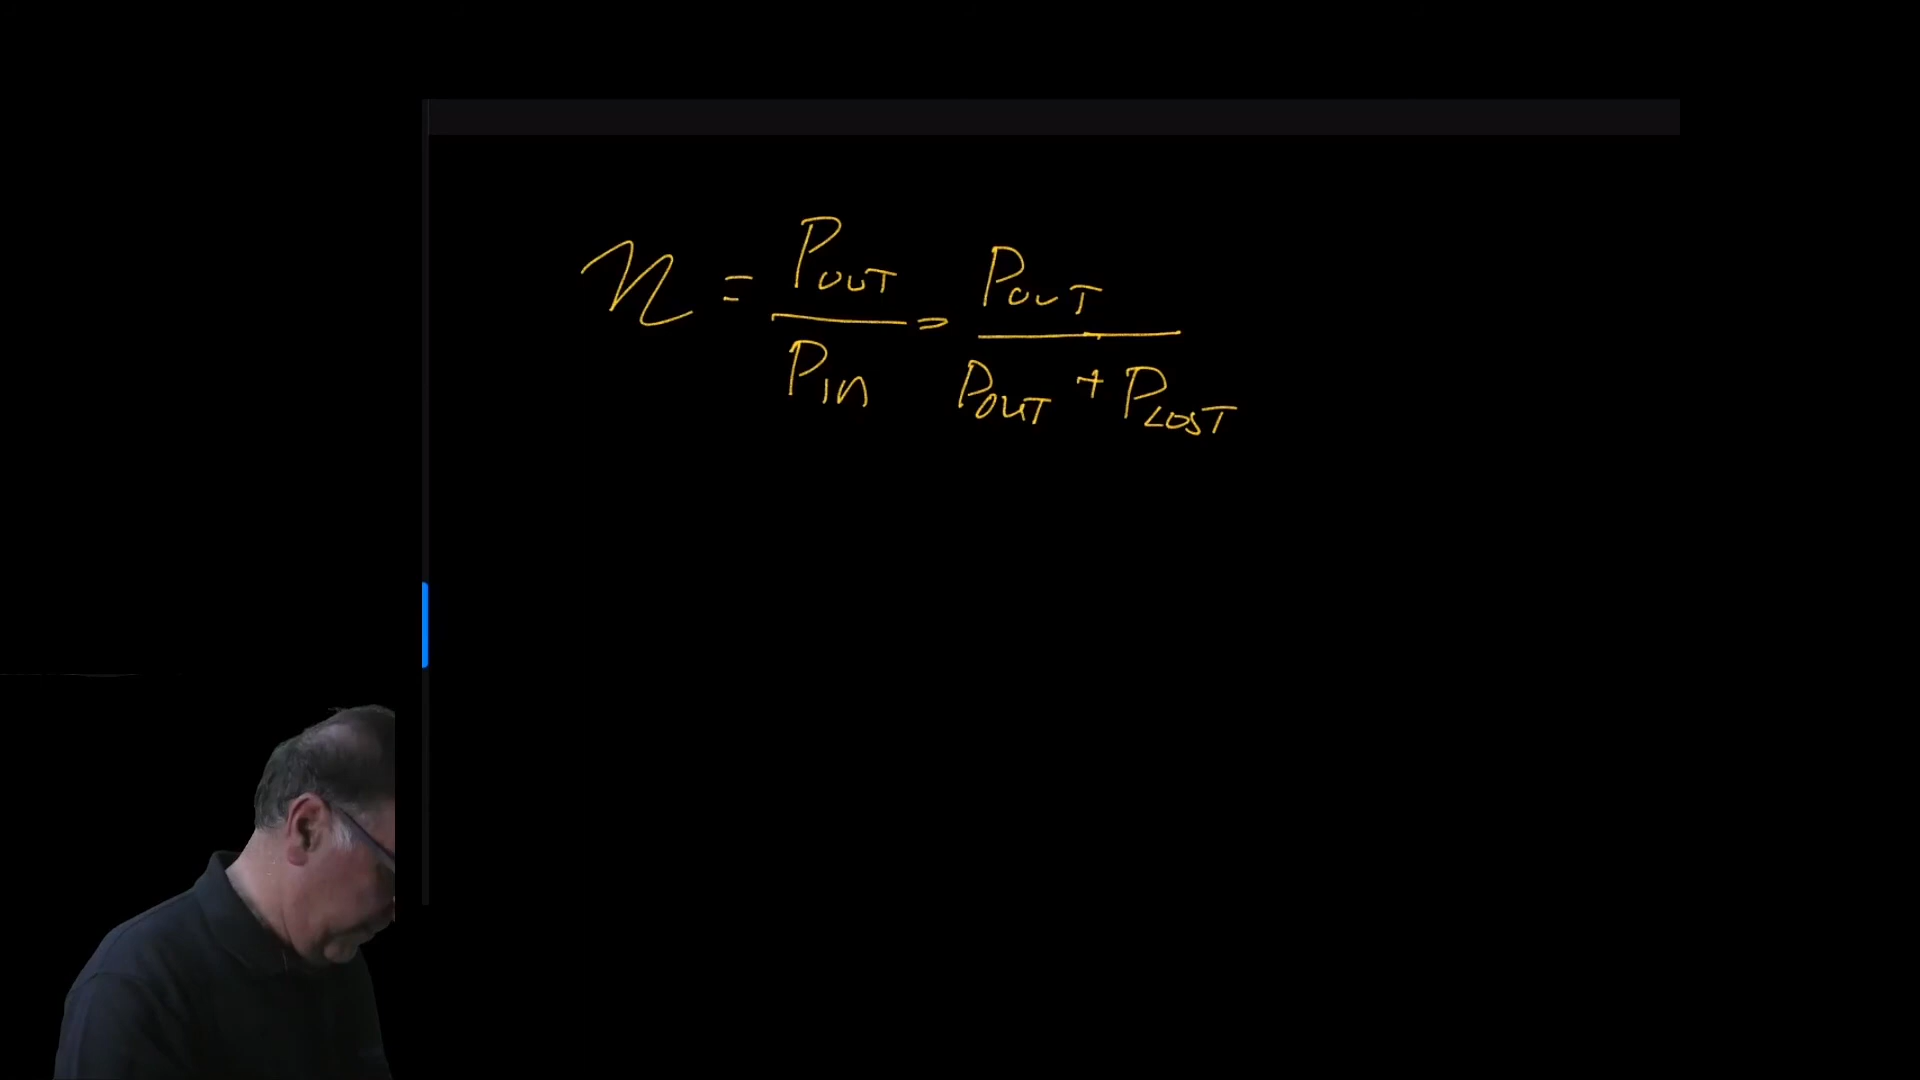 η = P_OUT / P_in = P_OUT / (P_OUT + P_LOST)